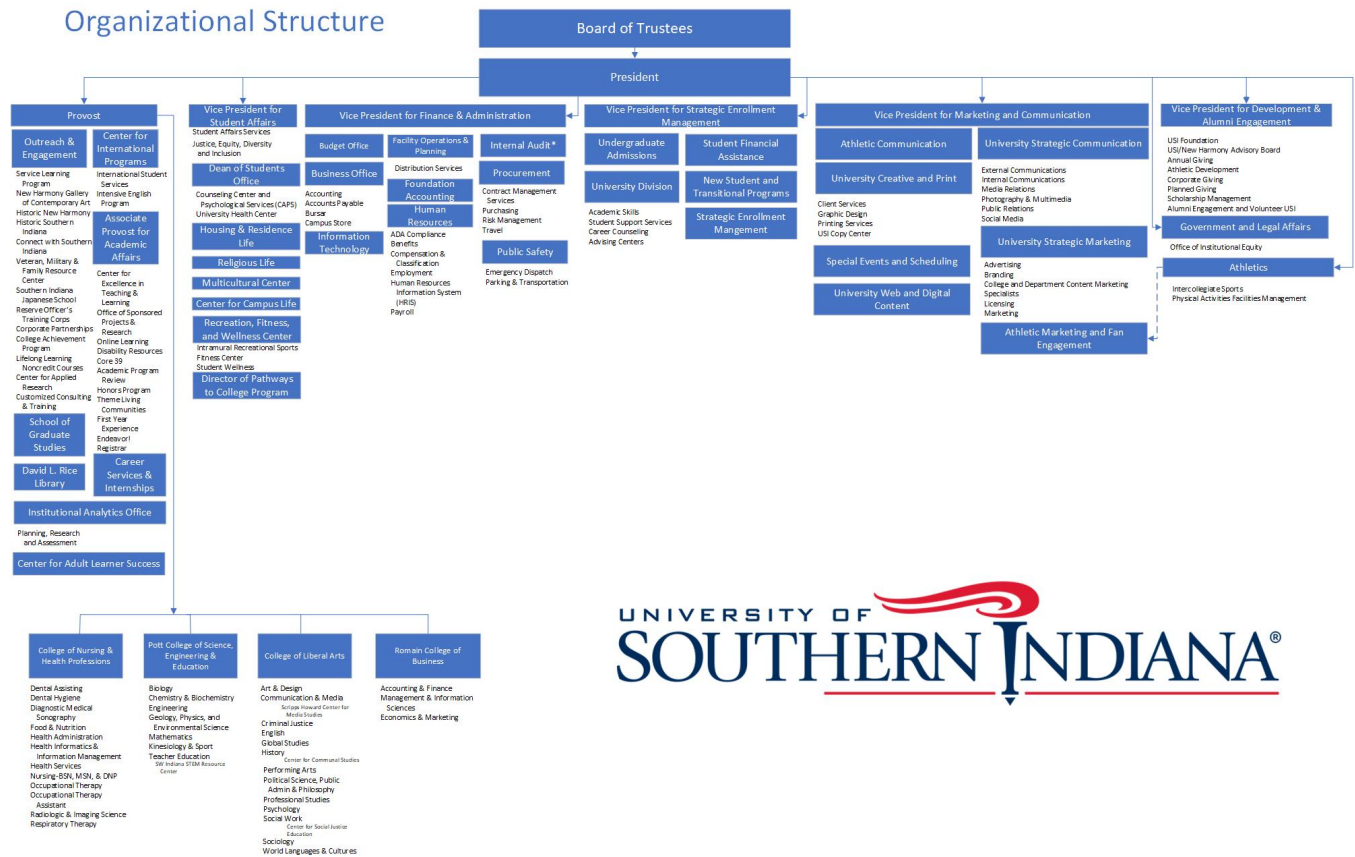 Organizational Structure
Board of Trustees
President
Provost
Outreach &
Engagement
Service Learning
Program
New Harmony Gallery
of Contemporary Art
Historic New Harmony
Historic Southern
Indiana
Connect with Southern
Indiana
Veteran, Military &
Family Resource
Center
Southern Indiana
Japanese School
Reserve Officer's
Training Corps
Corporate Partnerships
College Achievement
Program
Lifelong Learning
Noncredit Courses
Center for Applied
Research
Customized Consulting
& Training
School of
Graduate
Studies
David L. Rice
Library
Center for
International
Programs
International Student
Services
Intensive English
Program
Associate
Provost for
Academic
Affairs
Center for
Excellence in
Teaching &
Learning
Office of Sponsored
Projects &
Research
Online Learning
Disability Resources
Core 39
Academic Program
Review
Honors Program
Theme Living
Communities
First Year
Experience
Endeavor!
Registrar
Career
Services &
Internships
Institutional Analytics Office
Planning, Research
and Assessment
Center for Adult Learner Success
Vice President for
Student Affairs
Student Affairs Services
Justice, Equity, Diversity
and Inclusion
Dean of Students
Office
Counseling Center and
Psychological Services (CAPS)
University Health Center
Housing & Residence
Life
Religious Life
Multicultural Center
Center for Campus Life
Recreation, Fitness,
and Wellness Center
Intramural Recreational Sports
Fitness Center
Student Wellness
Director of Pathways
to College Program
Vice President for Finance & Administration
Budget Office
Business Office
Accounting
Accounts Payable
Bursar
Campus Store
Information
Technology
Facility Operations &
Planning
Distribution Services
Foundation
Accounting
Human
Resources
ADA Compliance
Benefits
Compensation &
Classification
Employment
Human Resources
Information System
(HRIS)
Payroll
Internal Audit*
Procurement
Contract Management
Services
Purchasing
Risk Management
Travel
Public Safety
Emergency Dispatch
Parking & Transportation
Vice President for Strategic Enrollment
Management
Undergraduate
Admissions
University Division
Academic Skills
Student Support Services
Career Counseling
Advising Centers
Student Financial
Assistance
New Student and
Transitional Programs
Strategic Enrollment
Mangement
Vice President for Marketing and Communication
Athletic Communication
University Creative and Print
Client Services
Graphic Design
Printing Services
USI Copy Center
Special Events and Scheduling
University Web and Digital
Content
University Strategic Communication
External Communications
Internal Communications
Media Relations
Photography & Multimedia
Public Relations
Social Media
University Strategic Marketing
Advertising
Branding
College and Department Content Marketing
Specialists
Licensing
Marketing
Athletic Marketing and Fan
Engagement
Vice President for Development &
Alumni Engagement
USI Foundation
USI/New Harmony Advisory Board
Annual Giving
Athletic Development
Corporate Giving
Planned Giving
Scholarship Management
Alumni Engagement and Volunteer USI
Government and Legal Affairs
Office of Institutional Equity
Athletics
Intercollegiate Sports
Physical Activities Facilities Management
College of Nursing &
Health Professions
Dental Assisting
Dental Hygiene
Diagnostic Medical
Sonography
Food & Nutrition
Health Administration
Health Informatics &
Information Management
Health Services
Nursing-BSN, MSN, & DNP
Occupational Therapy
Occupational Therapy
Assistant
Radiologic & Imaging Science
Respiratory Therapy
Pott College of Science,
Engineering &
Education
Biology
Chemistry & Biochemistry
Engineering
Geology, Physics, and
Environmental Science
Mathematics
Kinesiology & Sport
Teacher Education
SW Indiana STEM Resource
Center
College of Liberal Arts
Art & Design
Communication & Media
Scripps Howard Center for
Media Studies
Criminal Justice
English
Global Studies
History
Center for Communal Studies
Performing Arts
Political Science, Public
Admin & Philosophy
Professional Studies
Psychology
Social Work
Center for Social Justice
Education
Sociology
World Languages & Cultures
Romain College of
Business
Accounting & Finance
Management & Information
Sciences
Economics & Marketing
UNIVERSITY OF
SOUTHERN INDIANA®